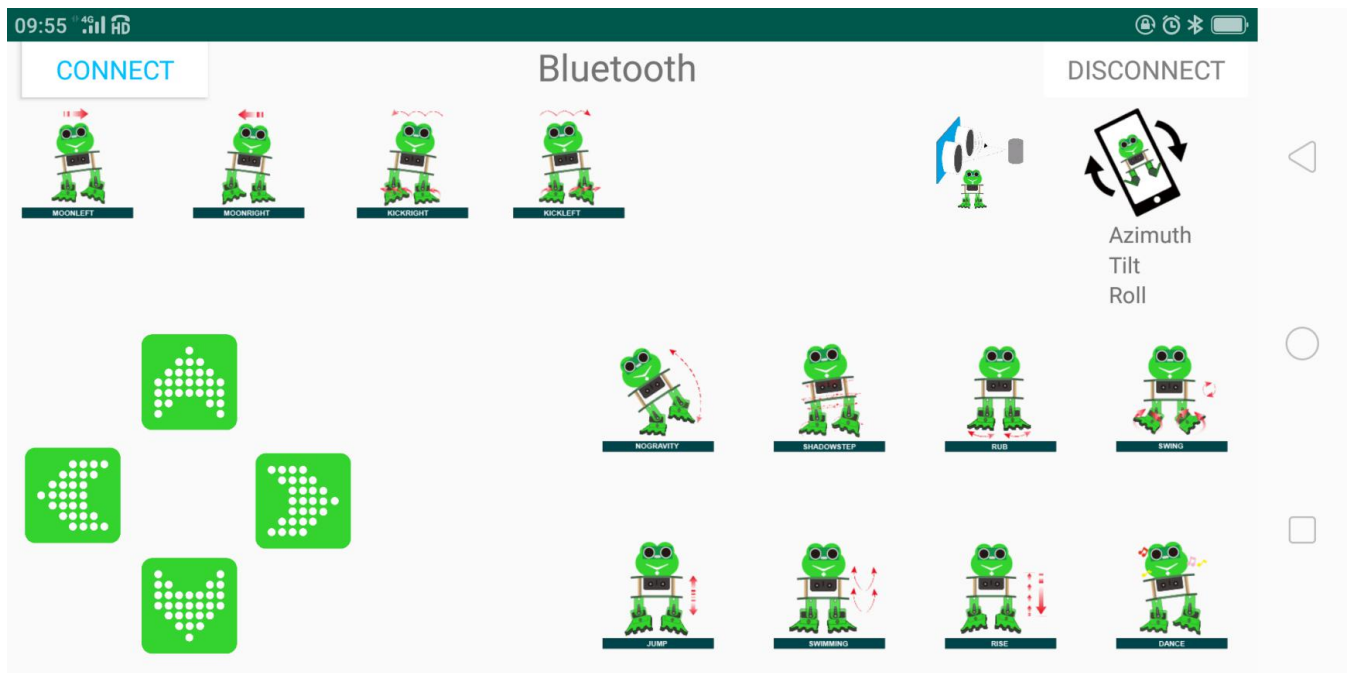 09:55 4G HD
CONNECT
Bluetooth
DISCONNECT
MOONLEFT
MOONRIGHT
KICKRIGHT
KICKLEFT
Azimuth
Tilt
Roll
NOGRAVITY
SHADOWSTEP
RUB
SWING
JUMP
SWIMMING
RISE
DANCE